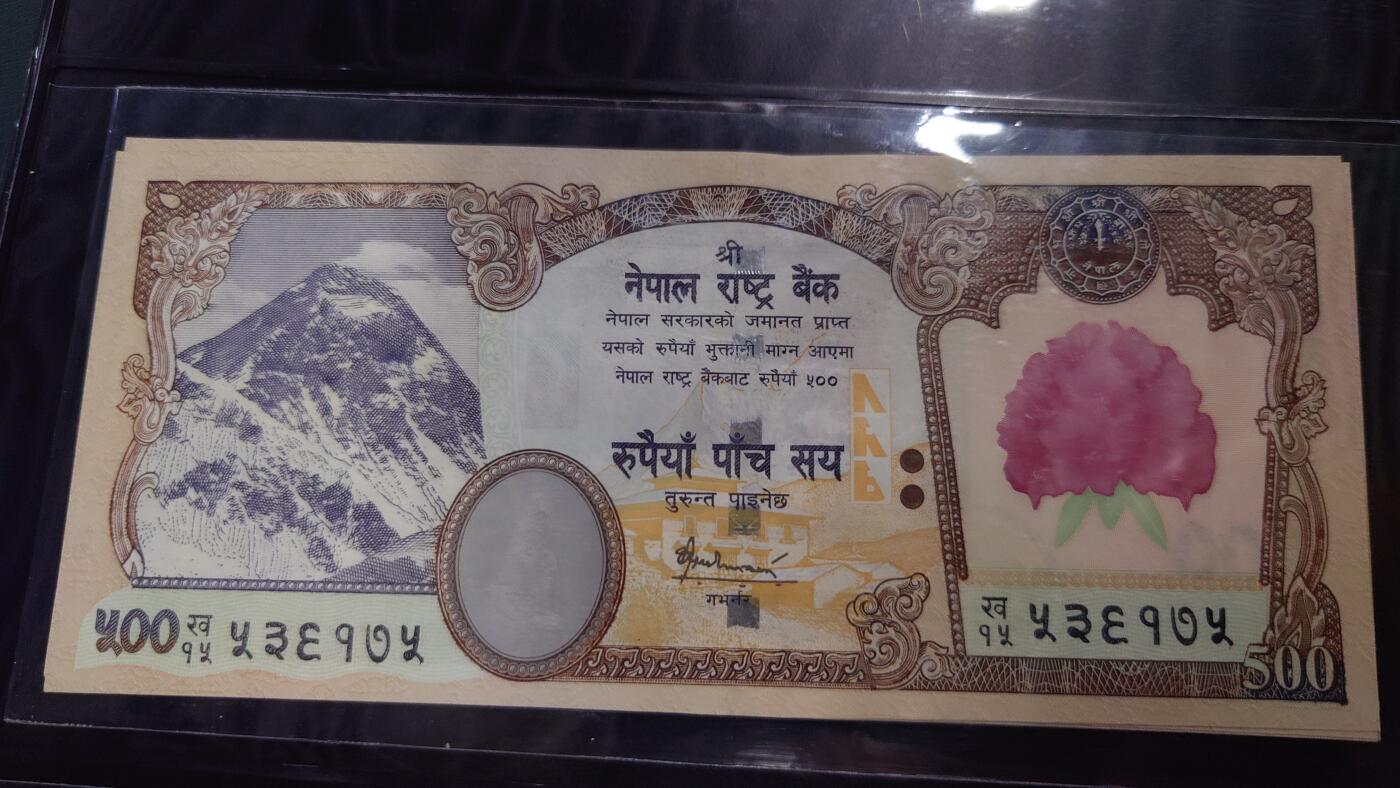 श्री
नेपाल राष्ट्र बैंक
नेपाल सरकारको जमानत प्राप्त
यसको रुपैयाँ भुक्तानी माग्न आएमा
नेपाल राष्ट्र बैंकबाट रुपैयाँ ५००
रुपैयाँ पाँच सय
तुरुन्त पाइनेछ
गभर्नर
५०० ख १५ ५३६१७५
ख १५ ५३६१७५
500